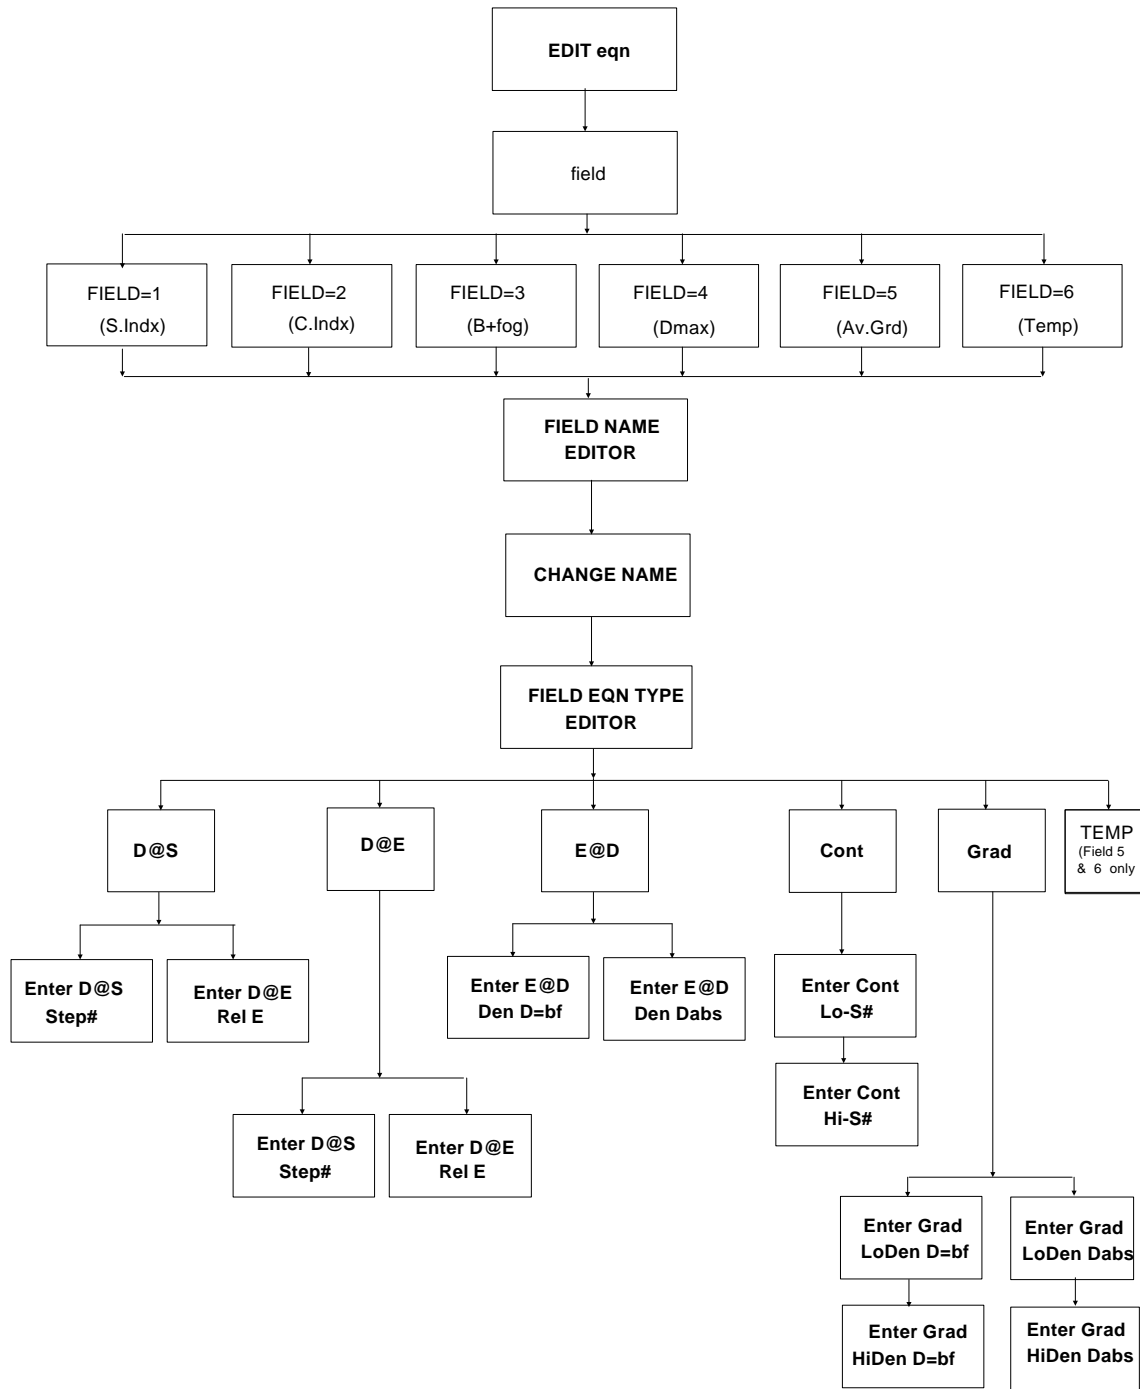 EDIT eqn
field
FIELD=1
(S.Indx)
FIELD=2
(C.Indx)
FIELD=3
(B+fog)
FIELD=4
(Dmax)
FIELD=5
(Av.Grd)
FIELD=6
(Temp)
FIELD NAME
EDITOR
CHANGE NAME
FIELD EQN TYPE
EDITOR
D@S
D@E
E@D
Cont
Grad
TEMP
(Field 5
& 6 only
Enter D@S
Step#
Enter D@E
Rel E
Enter E@D
Den D=bf
Enter E@D
Den Dabs
Enter Cont
Lo-S#
Enter Cont
Hi-S#
Enter D@S
Step#
Enter D@E
Rel E
Enter Grad
LoDen D=bf
Enter Grad
LoDen Dabs
Enter Grad
HiDen D=bf
Enter Grad
HiDen Dabs